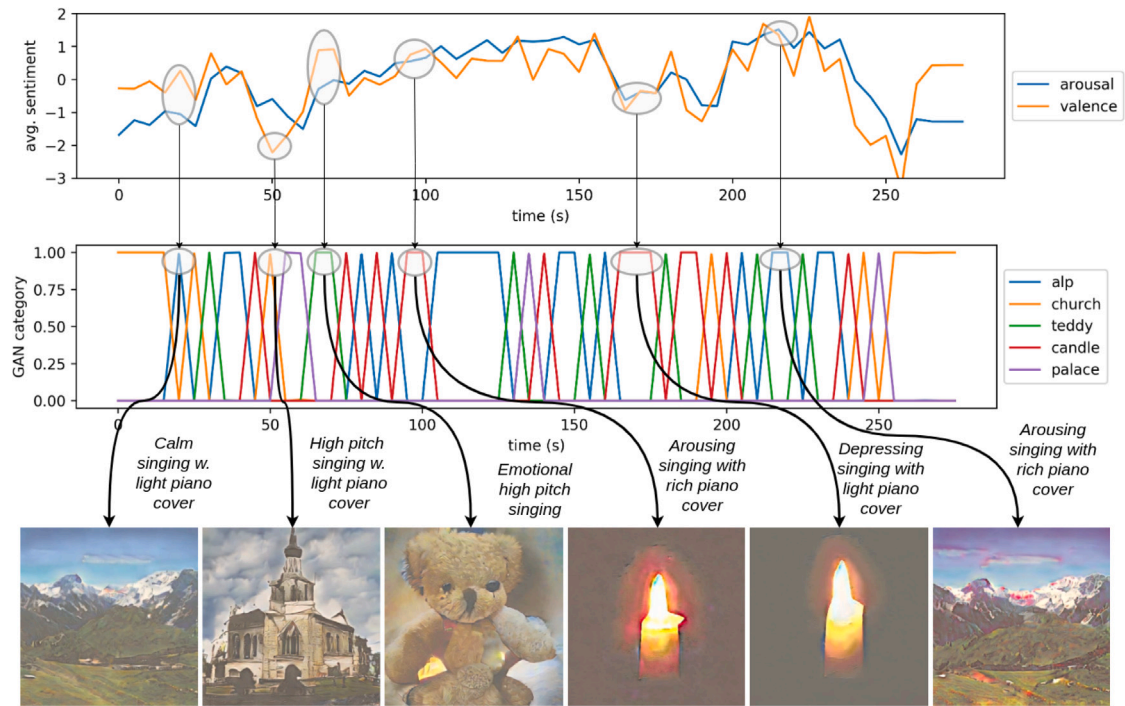 2
1
0
−1
−2
−3
avg. sentiment
0
50
100
150
200
250
time (s)
arousal
valence
1.00
0.75
0.50
0.25
0.00
GAN category
0
50
100
150
200
250
time (s)
alp
church
teddy
candle
palace
Calm
singing w.
light piano
cover
High pitch
singing w.
light piano
cover
Emotional
high pitch
singing
Arousing
singing with
rich piano
cover
Depressing
singing with
light piano
cover
Arousing
singing with
rich piano
cover